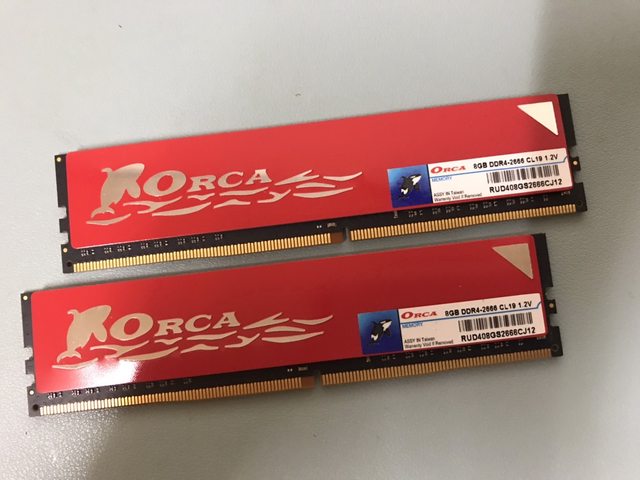 ORCA
ORCA 8GB DDR4-2666 CL19 1.2V
MEMORY
ASSY IN Taiwan
Warranty Void If Removed
RUD408GS2666CJ12
ORCA
ORCA 8GB DDR4-2666 CL19 1.2V
MEMORY
ASSY IN Taiwan
Warranty Void If Removed
RUD408GS2666CJ12